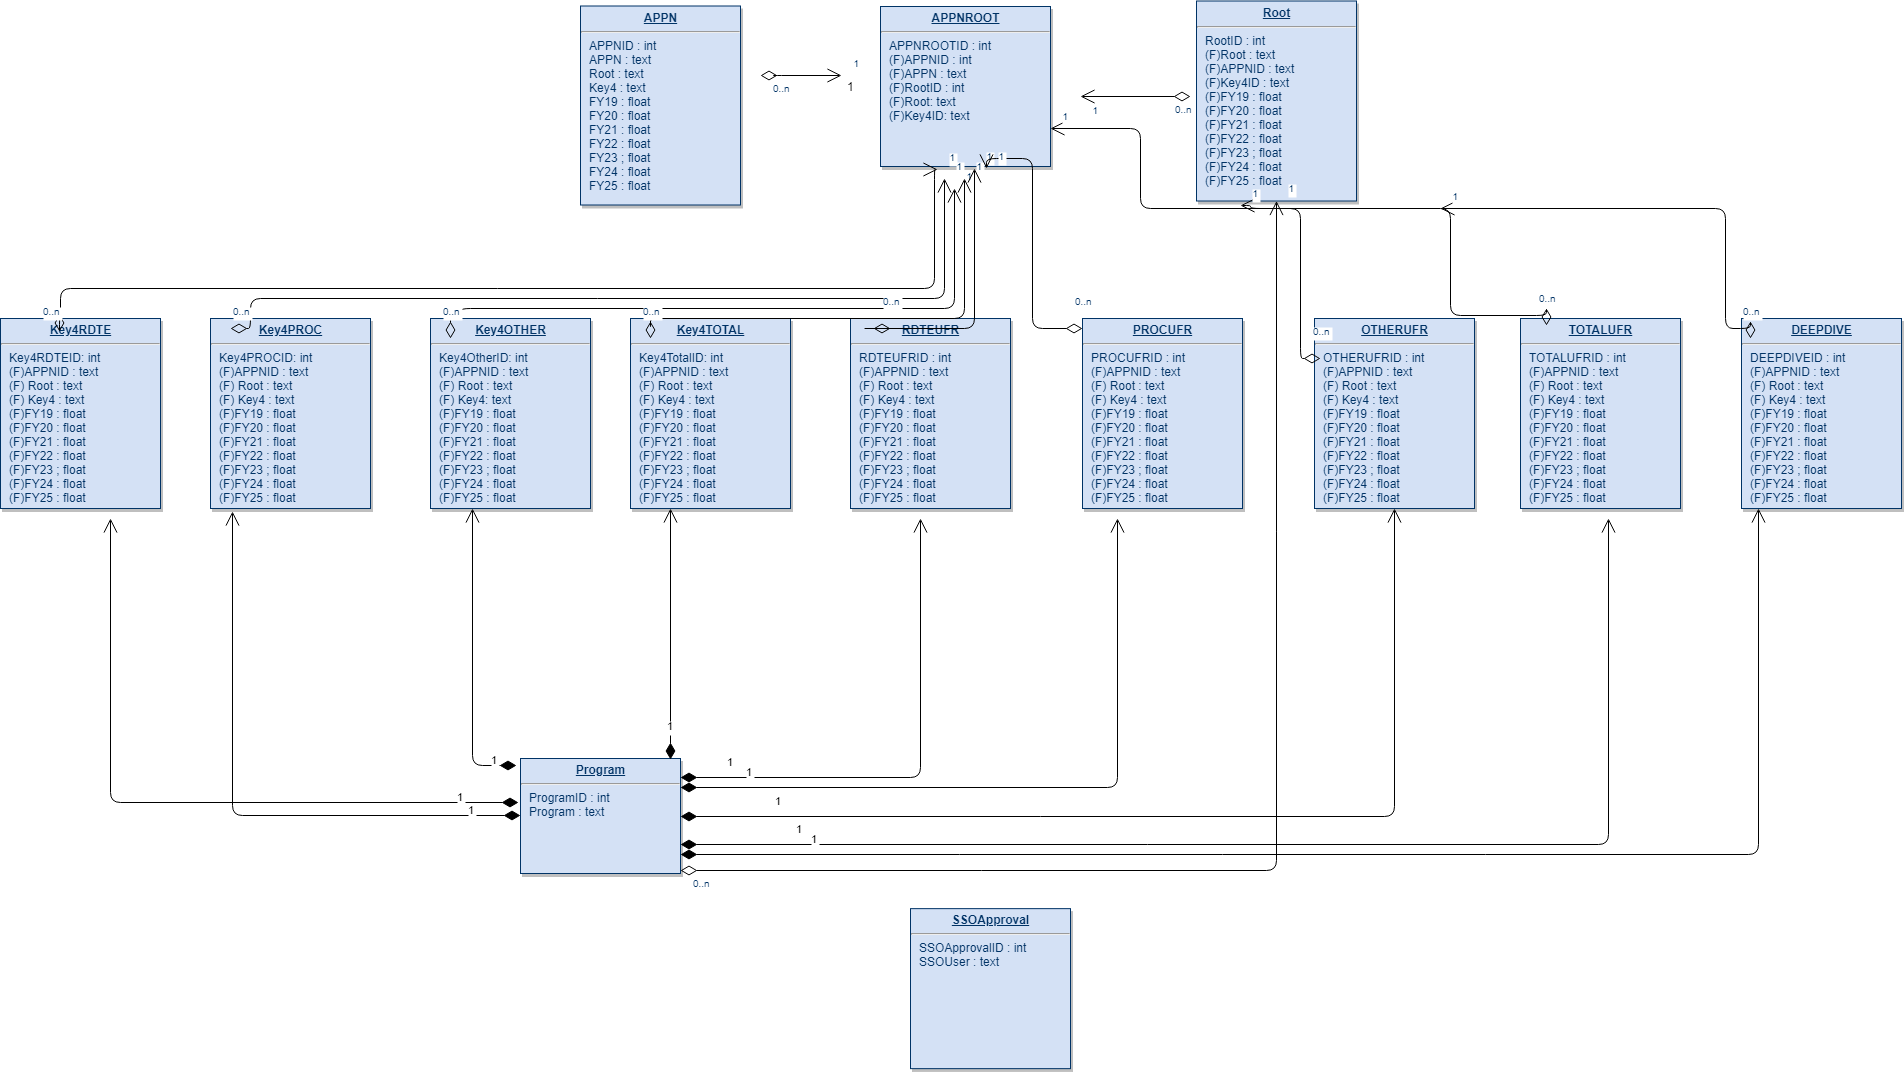 APPN
APPNID : int
APPN : text
Root : text
Key4 : text
FY19 : float
FY20 : float
FY21 : float
FY22 : float
FY23 ; float
FY24 : float
FY25 : float
0..n
1
1
APPNROOT
APPNROOTID : int
(F)APPNID : int
(F)APPN : text
(F)RootID : int
(F)Root: text
(F)Key4ID: text
1
1
1
1
1
1
1
1
0..n
Root
RootID : int
(F)Root : text
(F)APPNID : text
(F)Key4ID : text
(F)FY19 : float
(F)FY20 : float
(F)FY21 : float
(F)FY22 : float
(F)FY23 ; float
(F)FY24 : float
(F)FY25 : float
1
1
1
0..n
Key4RDTE
Key4RDTEID: int
(F)APPNID : text
(F) Root : text
(F) Key4 : text
(F)FY19 : float
(F)FY20 : float
(F)FY21 : float
(F)FY22 : float
(F)FY23 ; float
(F)FY24 : float
(F)FY25 : float
0..n
Key4PROC
Key4PROCID: int
(F)APPNID : text
(F) Root : text
(F) Key4 : text
(F)FY19 : float
(F)FY20 : float
(F)FY21 : float
(F)FY22 : float
(F)FY23 ; float
(F)FY24 : float
(F)FY25 : float
0..n
Key4OTHER
Key4OtherID: int
(F)APPNID : text
(F) Root : text
(F) Key4: text
(F)FY19 : float
(F)FY20 : float
(F)FY21 : float
(F)FY22 : float
(F)FY23 ; float
(F)FY24 : float
(F)FY25 : float
0..n
Key4TOTAL
Key4TotalID: int
(F)APPNID : text
(F) Root : text
(F) Key4 : text
(F)FY19 : float
(F)FY20 : float
(F)FY21 : float
(F)FY22 : float
(F)FY23 ; float
(F)FY24 : float
(F)FY25 : float
0..n
RDTEUFR
RDTEUFRID : int
(F)APPNID : text
(F) Root : text
(F) Key4 : text
(F)FY19 : float
(F)FY20 : float
(F)FY21 : float
(F)FY22 : float
(F)FY23 ; float
(F)FY24 : float
(F)FY25 : float
0..n
PROCUFR
PROCUFRID : int
(F)APPNID : text
(F) Root : text
(F) Key4 : text
(F)FY19 : float
(F)FY20 : float
(F)FY21 : float
(F)FY22 : float
(F)FY23 ; float
(F)FY24 : float
(F)FY25 : float
0..n
OTHERUFR
OTHERUFRID : int
(F)APPNID : text
(F) Root : text
(F) Key4 : text
(F)FY19 : float
(F)FY20 : float
(F)FY21 : float
(F)FY22 : float
(F)FY23 ; float
(F)FY24 : float
(F)FY25 : float
0..n
TOTALUFR
TOTALUFRID : int
(F)APPNID : text
(F) Root : text
(F) Key4 : text
(F)FY19 : float
(F)FY20 : float
(F)FY21 : float
(F)FY22 : float
(F)FY23 ; float
(F)FY24 : float
(F)FY25 : float
0..n
DEEPDIVE
DEEPDIVEID : int
(F)APPNID : text
(F) Root : text
(F) Key4 : text
(F)FY19 : float
(F)FY20 : float
(F)FY21 : float
(F)FY22 : float
(F)FY23 ; float
(F)FY24 : float
(F)FY25 : float
1
1
1
1
Program
ProgramID : int
Program : text
1
1
1
1
1
0..n
SSOApproval
SSOApprovalID : int
SSOUser : text